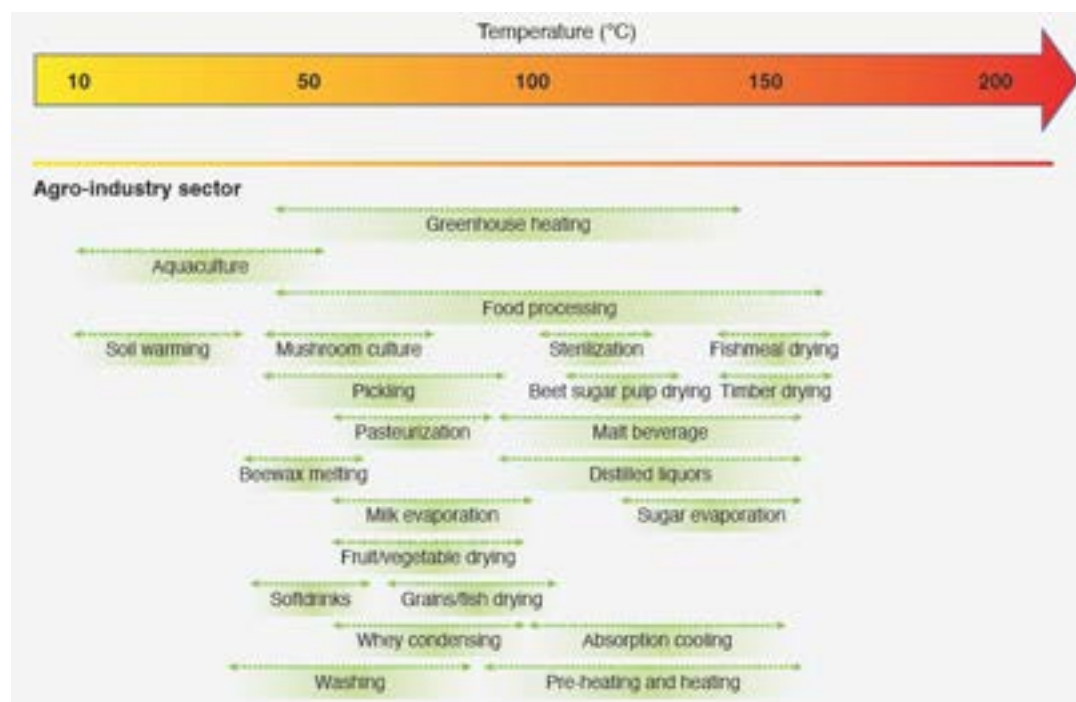 Temperature (°C)
10 50 100 150 200
Agro-industry sector
Greenhouse heating
Aquaculture
Food processing
Soil warming Mushroom culture Sterilization Fishmeal drying
Pickling Beet sugar pulp drying Timber drying
Pasteurization Malt beverage
Beewax melting Distilled liquors
Milk evaporation Sugar evaporation
Fruit/vegetable drying
Softdrinks Grains/fish drying
Whey condensing Absorption cooling
Washing Pre-heating and heating